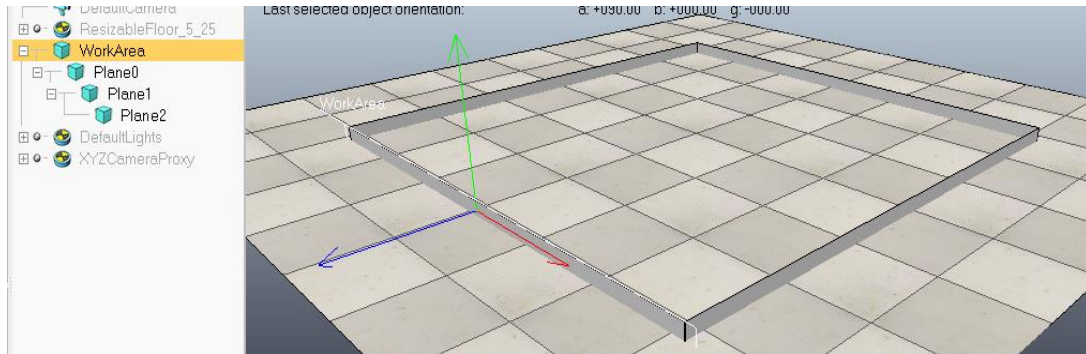 DefaultCamera
ResizableFloor_5_25
WorkArea
Plane0
Plane1
Plane2
DefaultLights
XYZCameraProxy
Last selected object orientation: a: +090.00 b: +000.00 g: -000.00
WorkArea